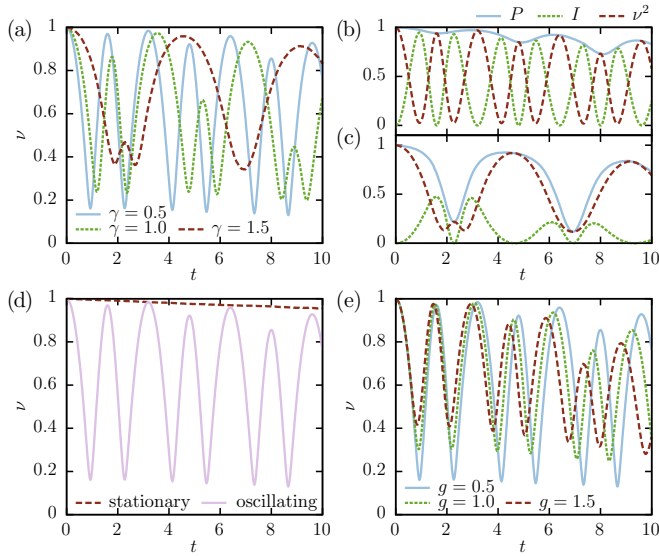 (a)
1
0.8
0.6
0.4
0.2
0
ν
γ = 0.5
γ = 1.0
γ = 1.5
0 2 4 6 8 10
t
P I ν²
(b)
1
0.5
0
(c)
1
0.5
0
0 2 4 6 8 10
t
(d)
1
0.8
0.6
0.4
0.2
0
ν
stationary oscillating
0 2 4 6 8 10
t
(e)
1
0.8
0.6
0.4
0.2
0
ν
g = 0.5
g = 1.0 g = 1.5
0 2 4 6 8 10
t